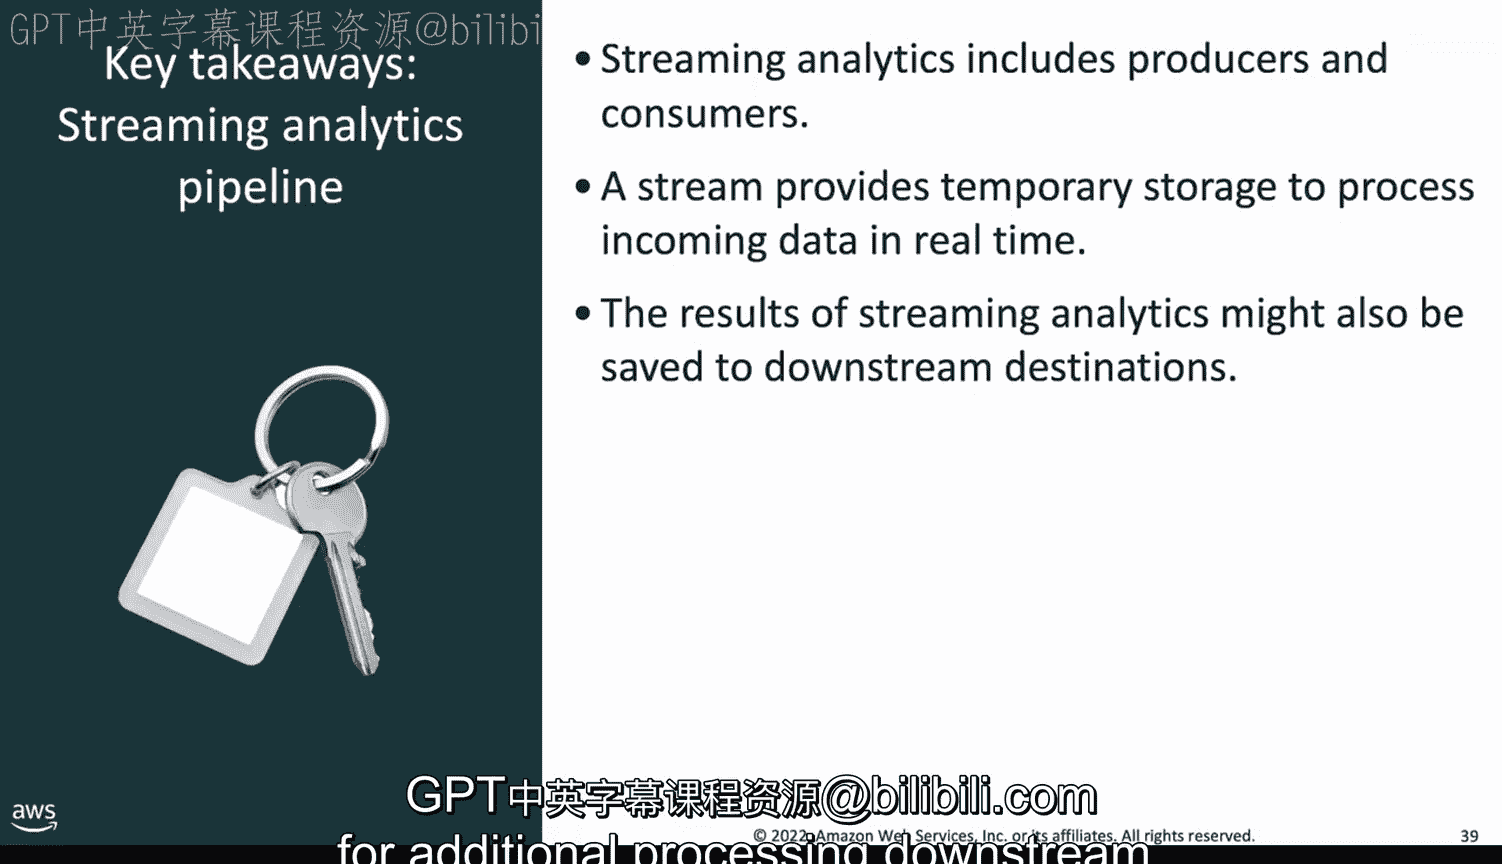 GPT中英字幕课程资源@bilibi
Key takeaways:
Streaming analytics
pipeline
• Streaming analytics includes producers and
consumers.
• A stream provides temporary storage to process
incoming data in real time.
• The results of streaming analytics might also be
saved to downstream destinations.
GPT中英字幕课程资源@bilibili.com
aws
© 2022, Amazon Web Services, Inc. or its affiliates. All rights reserved.
39
for additional processing downstream